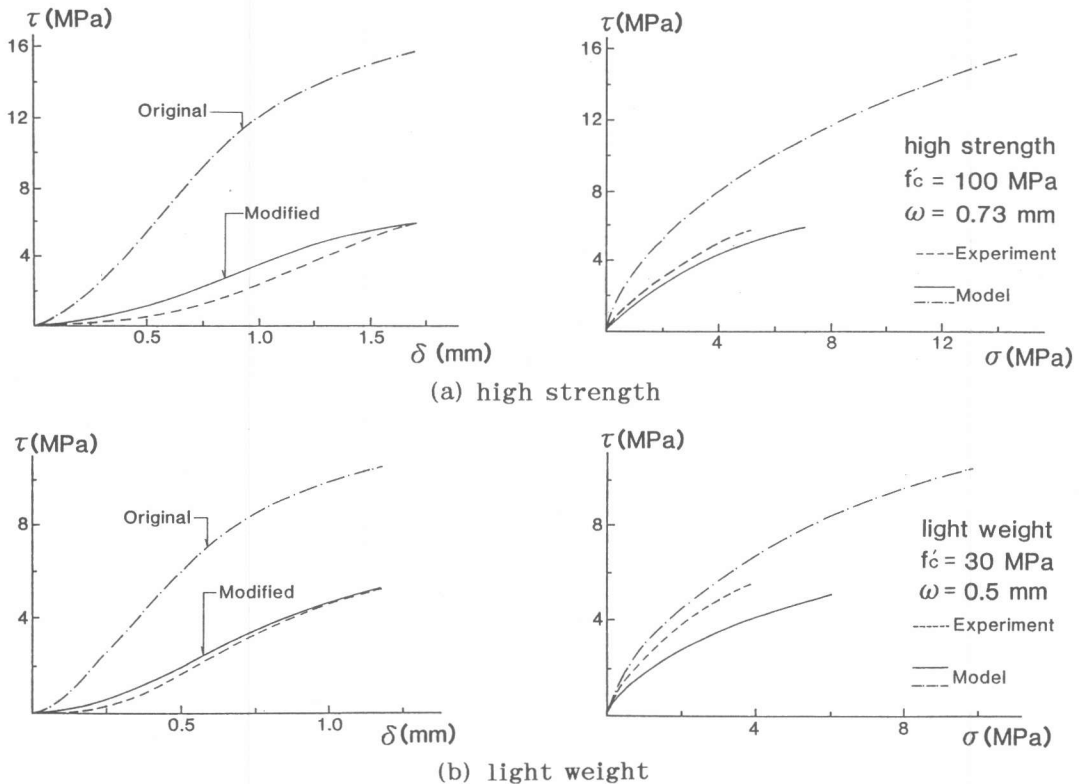 τ (MPa)
16
12
8
4
Original
Modified
0.5
1.0
1.5
δ (mm)
τ(MPa)
16
12
8
4
0
4
8
12
σ(MPa)
high strength
f′c = 100 MPa
ω = 0.73 mm
Experiment
Model
(a) high strength
τ(MPa)
8
4
Original
Modified
0.5
1.0
δ(mm)
τ(MPa)
8
4
0
4
8
σ(MPa)
light weight
f′c = 30 MPa
ω = 0.5 mm
Experiment
Model
(b) light weight